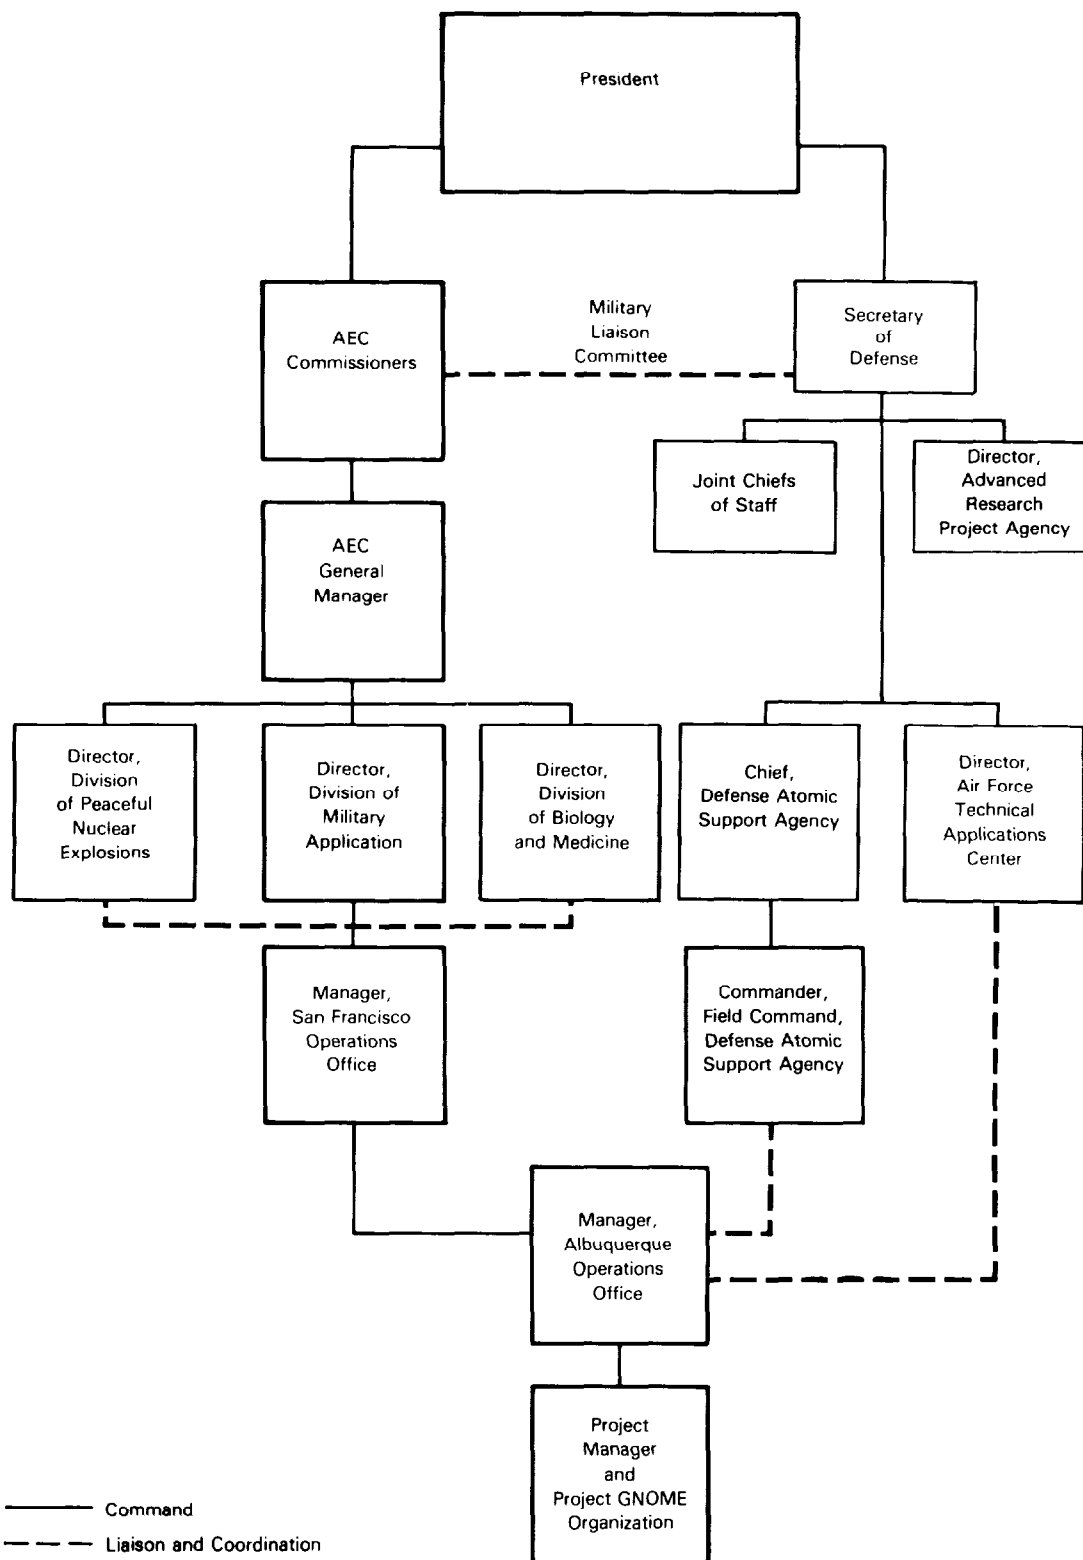 President
AEC
Commissioners
Military
Liaison
Committee
Secretary
of
Defense
Joint Chiefs
of Staff
Director,
Advanced
Research
Project Agency
AEC
General
Manager
Director,
Division
of Peaceful
Nuclear
Explosions
Director,
Division of
Military
Application
Director,
Division
of Biology
and Medicine
Chief,
Defense Atomic
Support Agency
Director,
Air Force
Technical
Applications
Center
Manager,
San Francisco
Operations
Office
Commander,
Field Command,
Defense Atomic
Support Agency
Manager,
Albuquerque
Operations
Office
Project
Manager
and
Project GNOME
Organization
Command
Liaison and Coordination